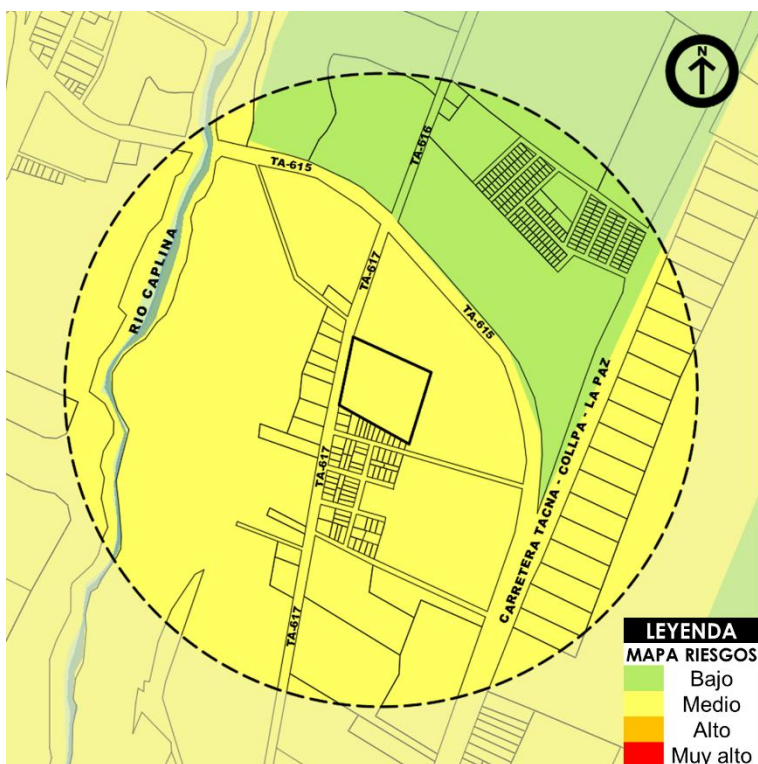 N
TA-616
TA-615
RIO CAPLINA
TA-617
TA-615
CARRETERA TACNA - COLLPA - LA PAZ
TA-617
TA-617
LEYENDA
MAPA RIESGOS
Bajo
Medio
Alto
Muy alto